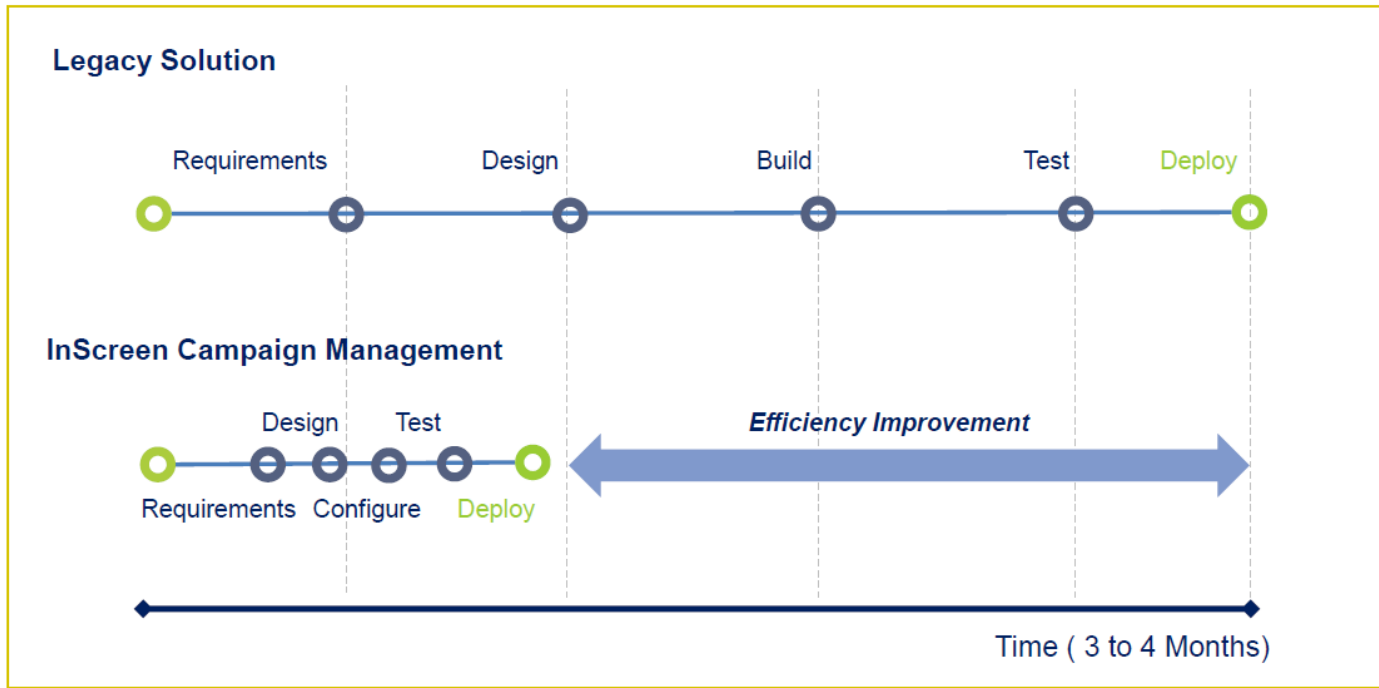 Legacy Solution
Requirements Design Build Test Deploy
InScreen Campaign Management
Design Test
Efficiency Improvement
Requirements Configure Deploy
Time ( 3 to 4 Months)